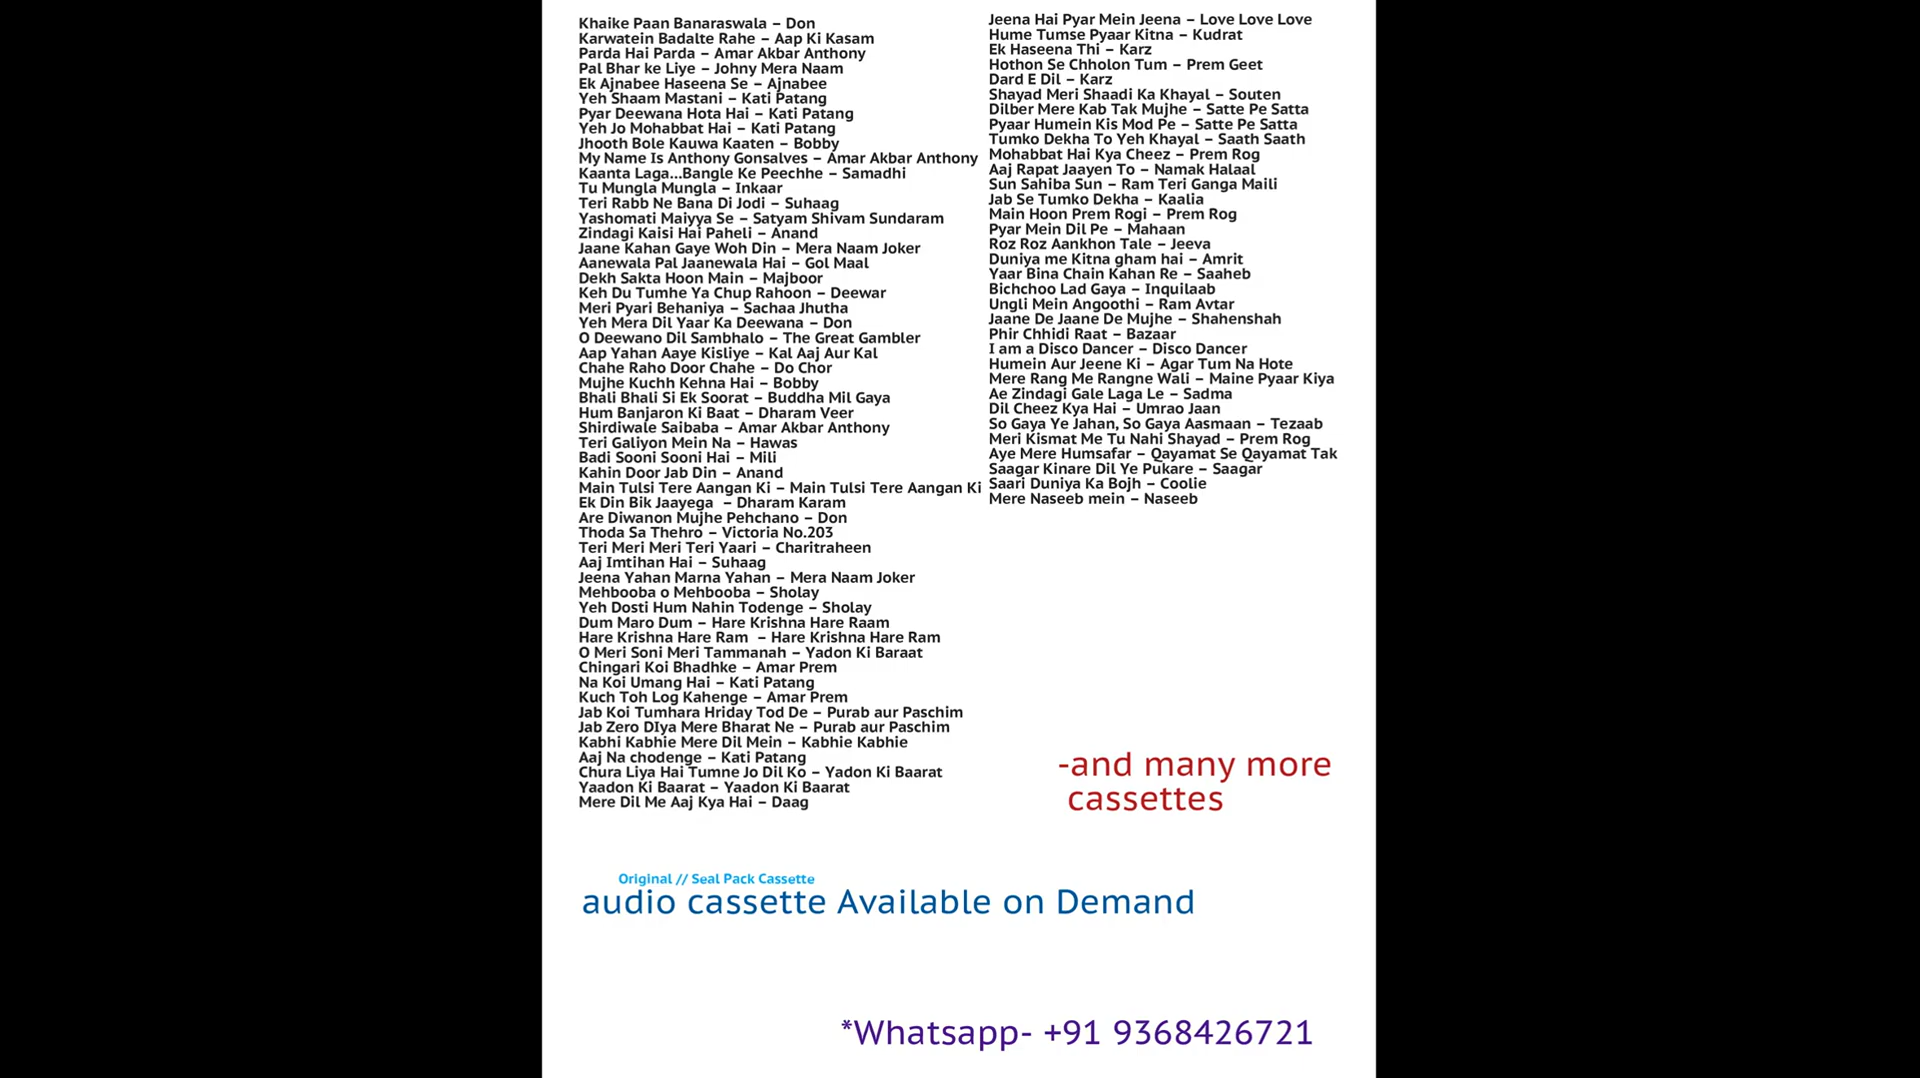 Khaike Paan Banaraswala – Don
Karwatein Badalte Rahe – Aap Ki Kasam
Parda Hai Parda – Amar Akbar Anthony
Pal Bhar ke Liye – Johny Mera Naam
Ek Ajnabee Haseena Se – Ajnabee
Yeh Shaam Mastani – Kati Patang
Pyar Deewana Hota Hai – Kati Patang
Yeh Jo Mohabbat Hai – Kati Patang
Jhooth Bole Kauwa Kaaten – Bobby
My Name Is Anthony Gonsalves – Amar Akbar Anthony
Kaanta Laga...Bangle Ke Peechhe – Samadhi
Tu Mungla Mungla – Inkaar
Teri Rabb Ne Bana Di Jodi – Suhaag
Yashomati Maiyya Se – Satyam Shivam Sundaram
Zindagi Kaisi Hai Paheli – Anand
Jaane Kahan Gaye Woh Din – Mera Naam Joker
Aanewala Pal Jaanewala Hai – Gol Maal
Dekh Sakta Hoon Main – Majboor
Keh Du Tumhe Ya Chup Rahoon – Deewar
Meri Pyari Behaniya – Sachaa Jhutha
Yeh Mera Dil Yaar Ka Deewana – Don
O Deewano Dil Sambhalo – The Great Gambler
Aap Yahan Aaye Kisliye – Kal Aaj Aur Kal
Chahe Raho Door Chahe – Do Chor
Mujhe Kuchh Kehna Hai – Bobby
Bhali Bhali Si Ek Soorat – Buddha Mil Gaya
Hum Banjaron Ki Baat – Dharam Veer
Shirdiwale Saibaba – Amar Akbar Anthony
Teri Galiyon Mein Na – Hawas
Badi Sooni Sooni Hai – Mili
Kahin Door Jab Din – Anand
Main Tulsi Tere Aangan Ki – Main Tulsi Tere Aangan Ki
Ek Din Bik Jaayega  – Dharam Karam
Are Diwanon Mujhe Pehchano – Don
Thoda Sa Thehro – Victoria No.203
Teri Meri Meri Teri Yaari – Charitraheen
Aaj Imtihan Hai – Suhaag
Jeena Yahan Marna Yahan – Mera Naam Joker
Mehbooba o Mehbooba – Sholay
Yeh Dosti Hum Nahin Todenge – Sholay
Dum Maro Dum – Hare Krishna Hare Raam
Hare Krishna Hare Ram  – Hare Krishna Hare Ram
O Meri Soni Meri Tammanah – Yadon Ki Baraat
Chingari Koi Bhadhke – Amar Prem
Na Koi Umang Hai – Kati Patang
Kuch Toh Log Kahenge – Amar Prem
Jab Koi Tumhara Hriday Tod De – Purab aur Paschim
Jab Zero DIya Mere Bharat Ne – Purab aur Paschim
Kabhi Kabhie Mere Dil Mein – Kabhie Kabhie
Aaj Na chodenge – Kati Patang
Chura Liya Hai Tumne Jo Dil Ko – Yadon Ki Baarat
Yaadon Ki Baarat – Yaadon Ki Baarat
Mere Dil Me Aaj Kya Hai – Daag
Jeena Hai Pyar Mein Jeena – Love Love Love
Hume Tumse Pyaar Kitna – Kudrat
Ek Haseena Thi – Karz
Hothon Se Chholon Tum – Prem Geet
Dard E Dil – Karz
Shayad Meri Shaadi Ka Khayal – Souten
Dilber Mere Kab Tak Mujhe – Satte Pe Satta
Pyaar Humein Kis Mod Pe – Satte Pe Satta
Tumko Dekha To Yeh Khayal – Saath Saath
Mohabbat Hai Kya Cheez – Prem Rog
Aaj Rapat Jaayen To – Namak Halaal
Sun Sahiba Sun – Ram Teri Ganga Maili
Jab Se Tumko Dekha – Kaalia
Main Hoon Prem Rogi – Prem Rog
Pyar Mein Dil Pe – Mahaan
Roz Roz Aankhon Tale – Jeeva
Duniya me Kitna gham hai – Amrit
Yaar Bina Chain Kahan Re – Saaheb
Bichchoo Lad Gaya – Inquilaab
Ungli Mein Angoothi – Ram Avtar
Jaane De Jaane De Mujhe – Shahenshah
Phir Chhidi Raat – Bazaar
I am a Disco Dancer – Disco Dancer
Humein Aur Jeene Ki – Agar Tum Na Hote
Mere Rang Me Rangne Wali – Maine Pyaar Kiya
Ae Zindagi Gale Laga Le – Sadma
Dil Cheez Kya Hai – Umrao Jaan
So Gaya Ye Jahan, So Gaya Aasmaan – Tezaab
Meri Kismat Me Tu Nahi Shayad – Prem Rog
Aye Mere Humsafar – Qayamat Se Qayamat Tak
Saagar Kinare Dil Ye Pukare – Saagar
Saari Duniya Ka Bojh – Coolie
Mere Naseeb mein – Naseeb
-and many more
cassettes
Original // Seal Pack Cassette
audio cassette Available on Demand
*Whatsapp- +91 9368426721